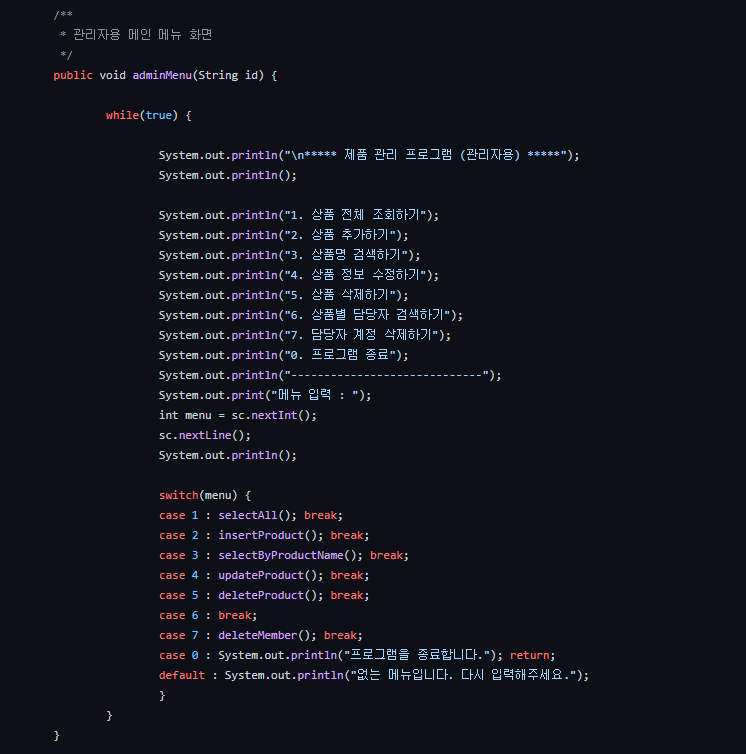 /**
 * 관리자용 메인 메뉴 화면
 */
public void adminMenu(String id) {
while(true) {
System.out.println("\n***** 제품 관리 프로그램 (관리자용) *****");
System.out.println();
System.out.println("1. 상품 전체 조회하기");
System.out.println("2. 상품 추가하기");
System.out.println("3. 상품명 검색하기");
System.out.println("4. 상품 정보 수정하기");
System.out.println("5. 상품 삭제하기");
System.out.println("6. 상품별 담당자 검색하기");
System.out.println("7. 담당자 계정 삭제하기");
System.out.println("0. 프로그램 종료");
System.out.println("-----------------------------");
System.out.print("메뉴 입력 : ");
int menu = sc.nextInt();
sc.nextLine();
System.out.println();
switch(menu) {
case 1 : selectAll(); break;
case 2 : insertProduct(); break;
case 3 : selectByProductName(); break;
case 4 : updateProduct(); break;
case 5 : deleteProduct(); break;
case 6 : break;
case 7 : deleteMember(); break;
case 0 : System.out.println("프로그램을 종료합니다."); return;
default : System.out.println("없는 메뉴입니다. 다시 입력해주세요.");
}
}
}